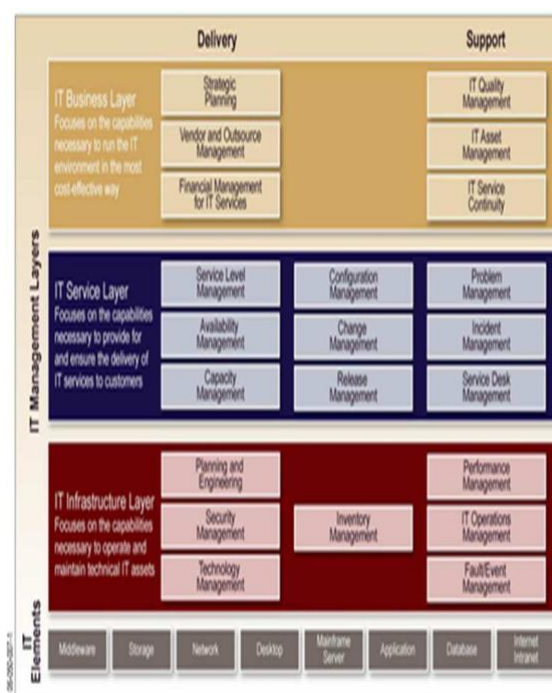 Delivery
Support
IT Management Layers
IT Business Layer
Focuses on the capabilities
necessary to run the IT
environment in the most
cost-effective way
Strategic
Planning
Vendor and Outsource
Management
Financial Management
for IT Services
IT Quality
Management
IT Asset
Management
IT Service
Continuity
IT Service Layer
Focuses on the capabilities
necessary to provide for
and ensure the delivery of
IT services to customers
Service Level
Management
Availability
Management
Capacity
Management
Configuration
Management
Change
Management
Release
Management
Problem
Management
Incident
Management
Service Desk
Management
IT Infrastructure Layer
Focuses on the capabilities
necessary to operate and
maintain technical IT assets
Planning and
Engineering
Security
Management
Technology
Management
Inventory
Management
Performance
Management
IT Operations
Management
Fault/Event
Management
IT
Elements
Middleware
Storage
Network
Desktop
Mainframe
Server
Application
Database
Internet
Intranet